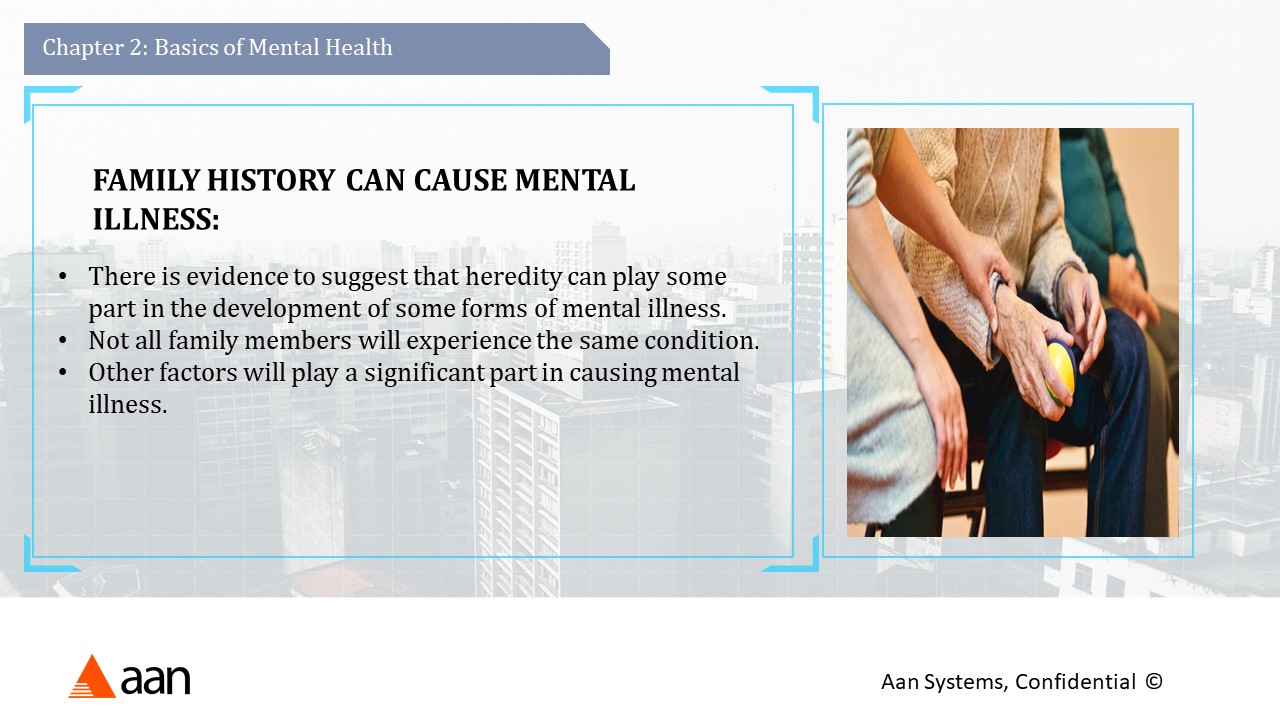 Chapter 2: Basics of Mental Health
FAMILY HISTORY CAN CAUSE MENTAL
ILLNESS:
• There is evidence to suggest that heredity can play some
part in the development of some forms of mental illness.
• Not all family members will experience the same condition.
• Other factors will play a significant part in causing mental
illness.
aan
Aan Systems, Confidential ©